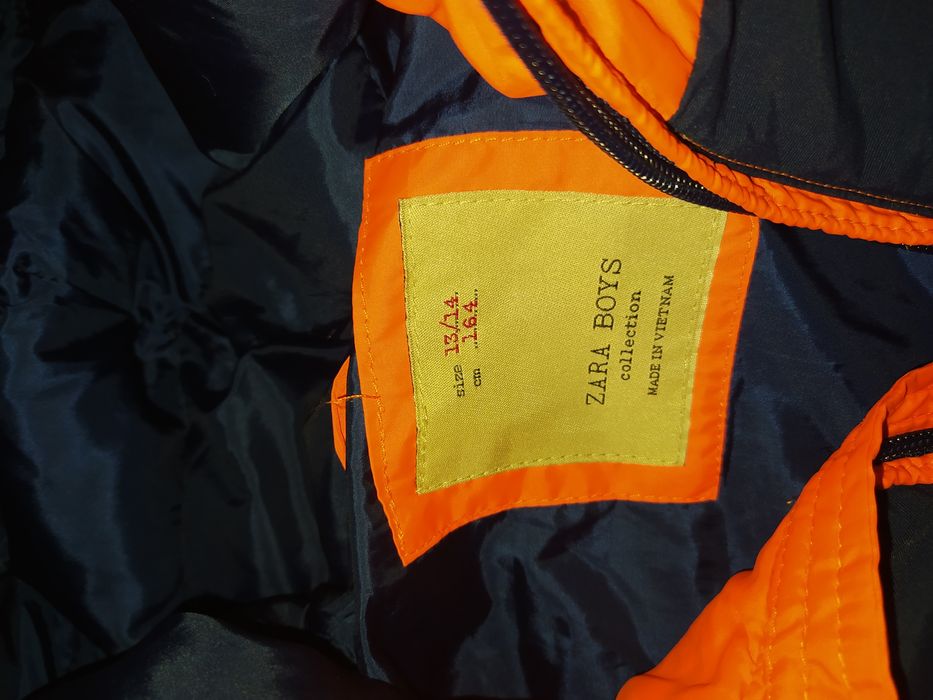 size 13/14
cm 164
ZARA BOYS
collection
MADE IN VIETNAM